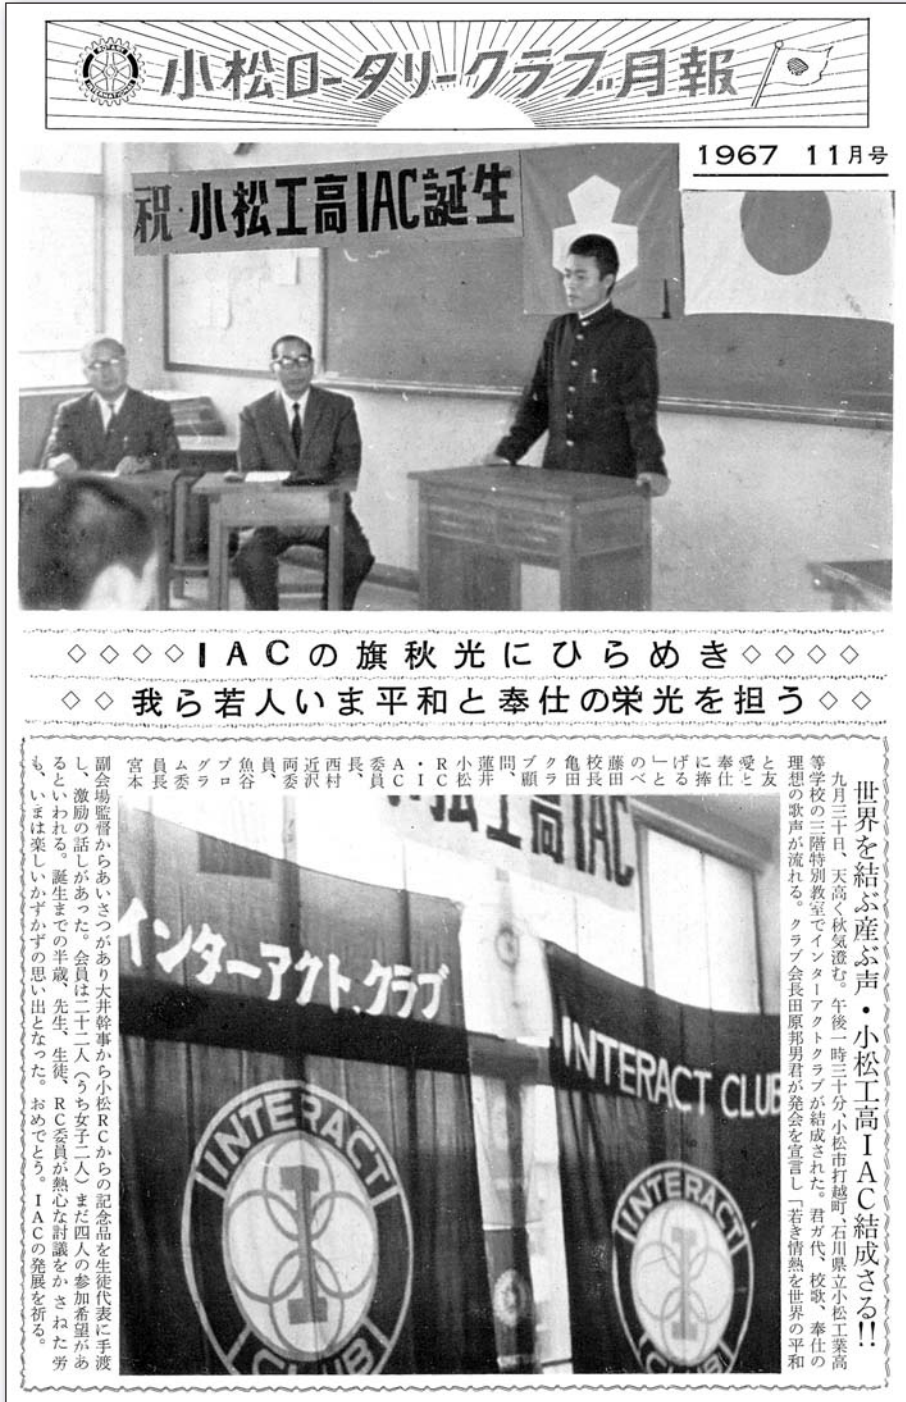 ROTARY
INTERNATIONAL
小松ロータリークラブ月報
1967 11月号
祝 小松工高IAC誕生
◇◇◇◇IACの旗秋光にひらめき◇◇◇◇
◇◇我ら若人いま平和と奉仕の栄光を担う◇◇
世界を結ぶ産ぶ声・小松工高IAC結成さる!!
九月三十日、天高く秋気澄む。午後一時三十分、小松市打越町、石川県立小松工業高
等学校の三階特別教室でインターアクトクラブが結成された。君ガ代、校歌、奉仕の
理想の歌声が流れる。クラブ会長田原邦男君が発会を宣言し「若き情熱を世界の平和
と友
愛と
奉仕
に捧
げる
」と
のべ
藤田
校長
亀田
クラ
ブ顧
問、
蓮井
小松
RC
・I
AC
委員
長、
西村
近沢
両委
員、
魚谷
プロ
グラ
ム委
員長
宮本
副会場監督からあいさつがあり大井幹事から小松RCからの記念品を生徒代表に手渡
し、激励の話しがあった。会員は二十二人(うち女子二人)まだ四人の参加希望があ
るといわれる。誕生までの半歳、先生、生徒、RC委員が熱心な討議をかさねた労
も、いまは楽しいかずかずの思い出となった。おめでとう。IACの発展を祈る。
松工高IAC
インターアクト、クラブ
INTERACT CLUB
INTERACT
CLUB
INTERACT
CLUB